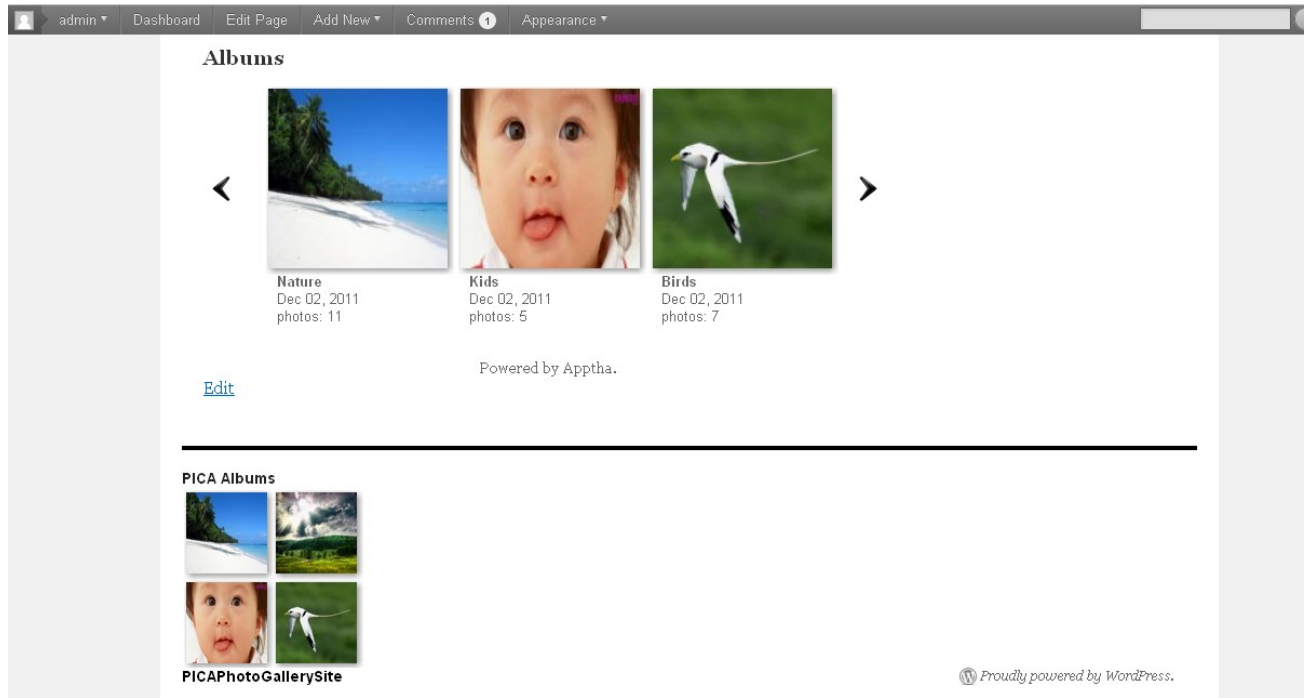 admin Dashboard Edit Page Add New Comments 1 Appearance
Albums
Nature
Dec 02, 2011
photos: 11
Kids
Dec 02, 2011
photos: 5
Birds
Dec 02, 2011
photos: 7
Powered by Apptha.
Edit
PICA Albums
PICAPhotoGallerySite
Proudly powered by WordPress.